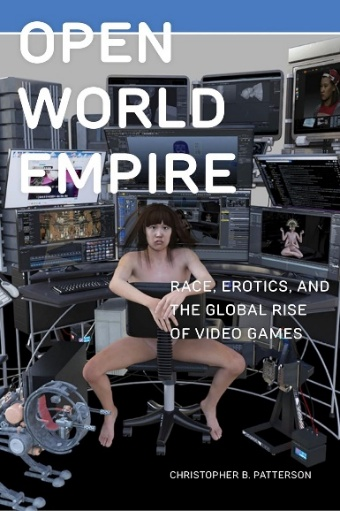 OPEN
WORLD
EMPIRE
RACE, EROTICS, AND
THE GLOBAL RISE
OF VIDEO GAMES
CHRISTOPHER B. PATTERSON